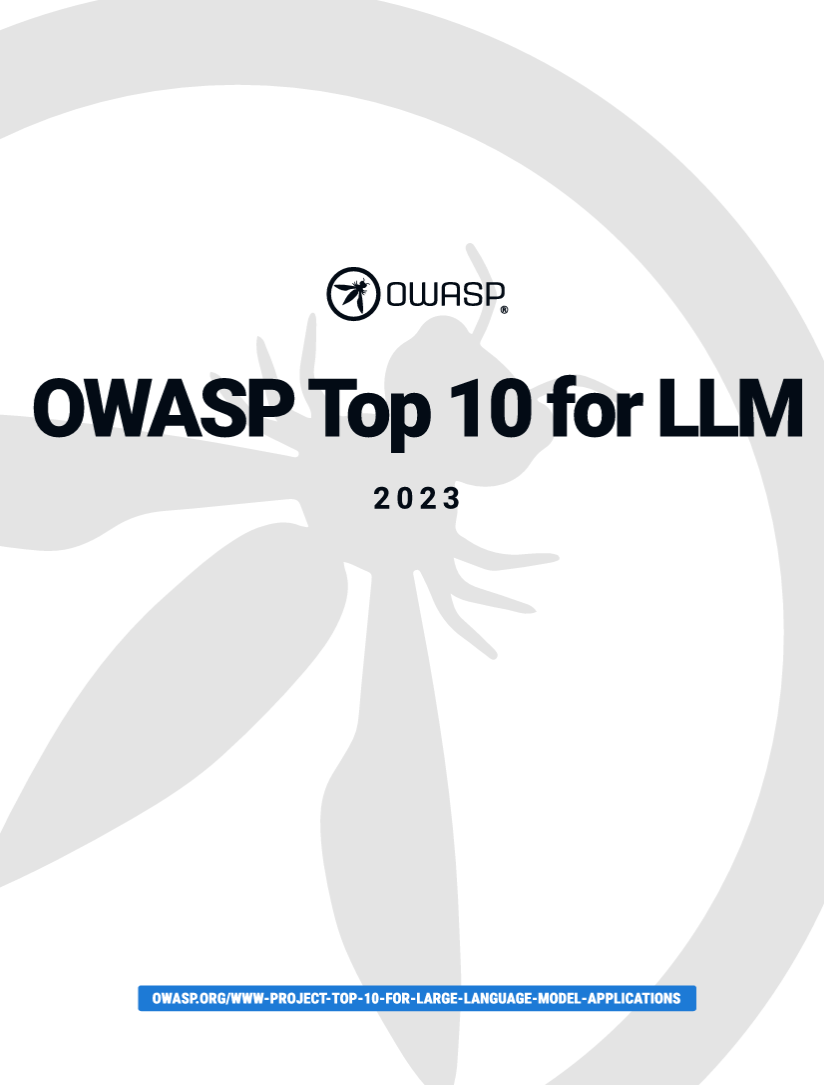 OWASP®
OWASP Top 10 for LLM
2023
OWASP.ORG/WWW-PROJECT-TOP-10-FOR-LARGE-LANGUAGE-MODEL-APPLICATIONS